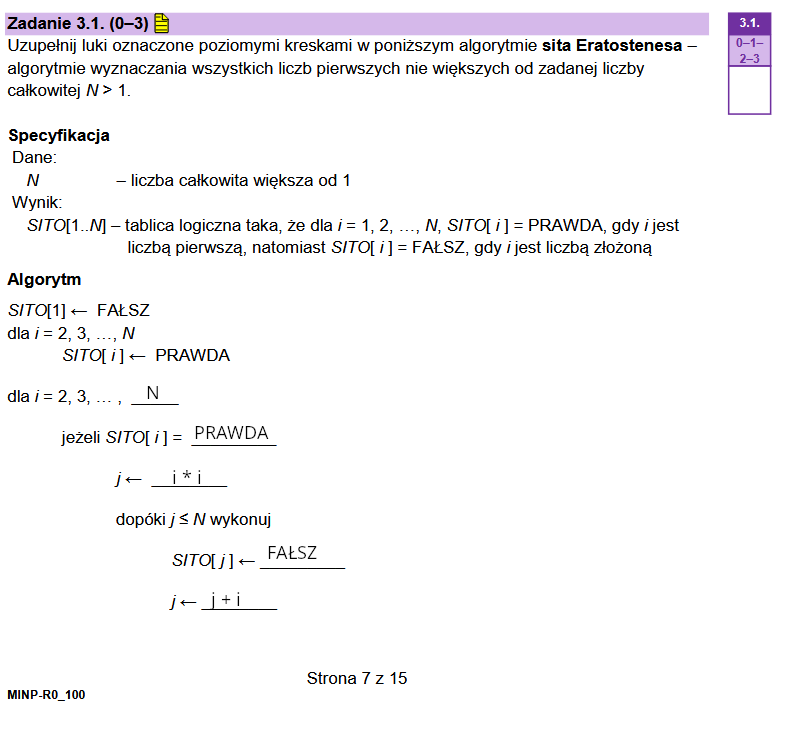 Zadanie 3.1. (0–3)
3.1.
0–1–
2–3
Uzupełnij luki oznaczone poziomymi kreskami w poniższym algorytmie sita Eratostenesa –
algorytmie wyznaczania wszystkich liczb pierwszych nie większych od zadanej liczby
całkowitej N > 1.
Specyfikacja
Dane:
N – liczba całkowita większa od 1
Wynik:
SITO[1..N] – tablica logiczna taka, że dla i = 1, 2, …, N, SITO[ i ] = PRAWDA, gdy i jest
liczbą pierwszą, natomiast SITO[ i ] = FAŁSZ, gdy i jest liczbą złożoną
Algorytm
SITO[1] ← FAŁSZ
dla i = 2, 3, …, N
SITO[ i ] ← PRAWDA
dla i = 2, 3, … , N
jeżeli SITO[ i ] = PRAWDA
j ← i * i
dopóki j ≤ N wykonuj
SITO[ j ] ← FAŁSZ
j ← j + i
Strona 7 z 15
MINP-R0_100